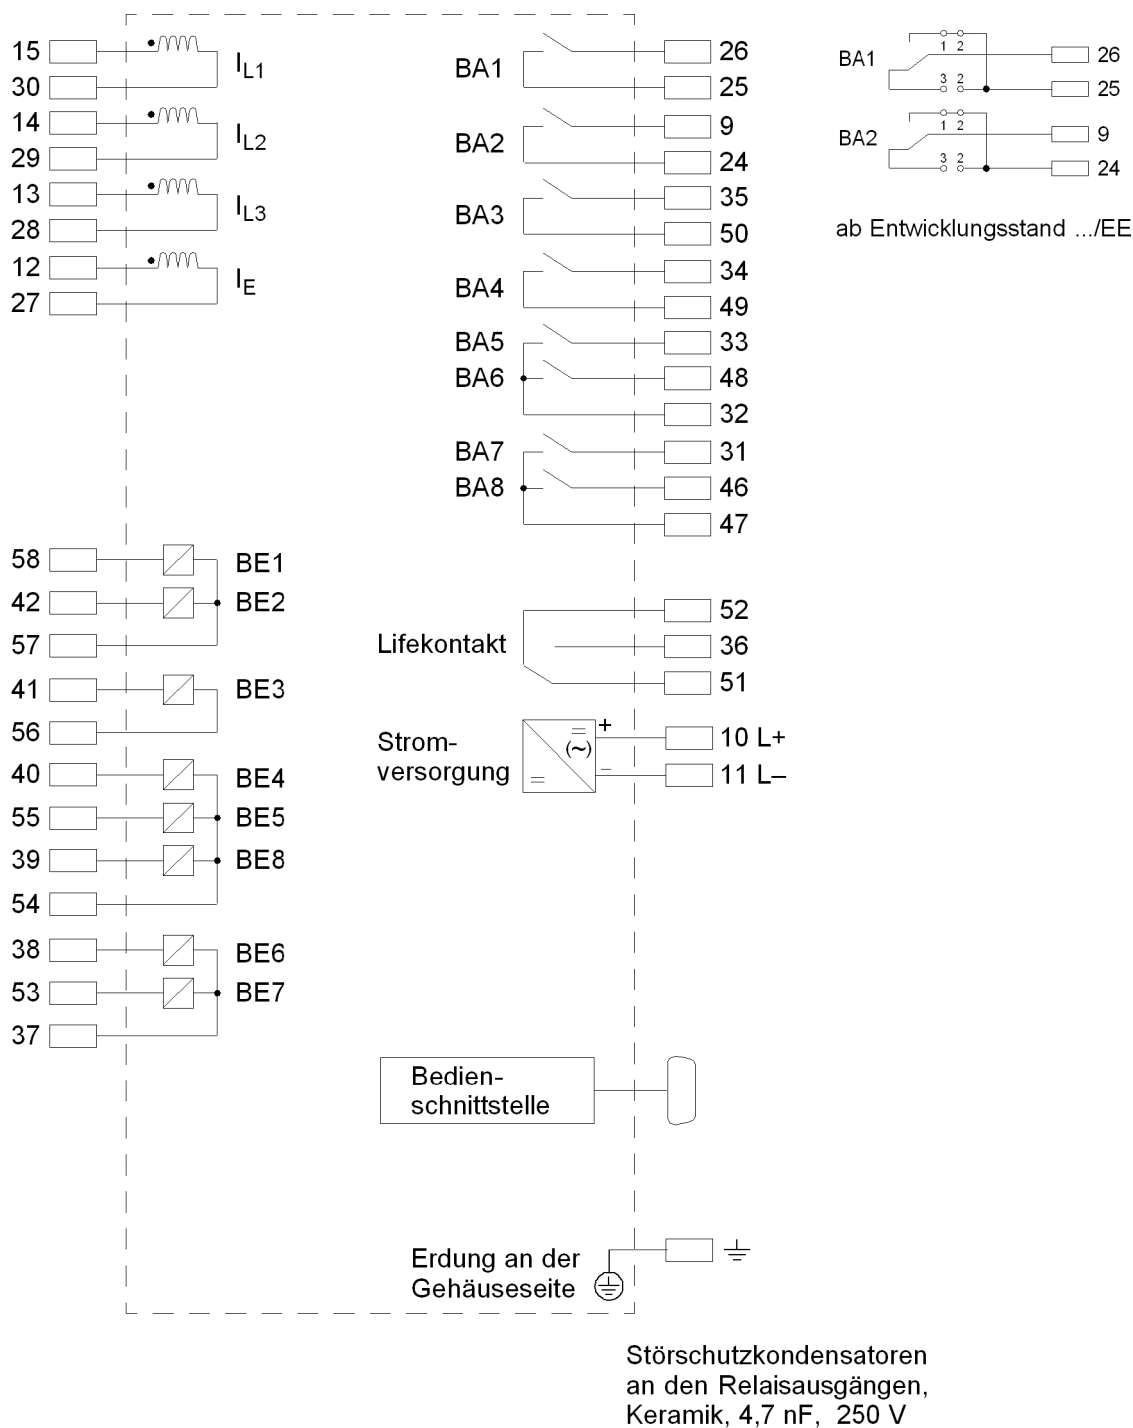 15
30
I_L1
14
29
I_L2
13
28
I_L3
12
27
I_E
58
BE1
42
BE2
57
41
BE3
56
40
BE4
55
BE5
39
BE8
54
38
BE6
53
BE7
37
BA1
26
25
BA2
9
24
BA3
35
50
BA4
34
49
BA5
33
BA6
48
32
BA7
31
BA8
46
47
Lifekontakt
52
36
51
Strom-
versorgung
=
(~)
=
+
–
10 L+
11 L–
Bedien-
schnittstelle
Erdung an der
Gehäuseseite
BA1
1 2
3 2
26
25
BA2
1 2
3 2
9
24
ab Entwicklungsstand .../EE
Störschutzkondensatoren
an den Relaisausgängen,
Keramik, 4,7 nF, 250 V